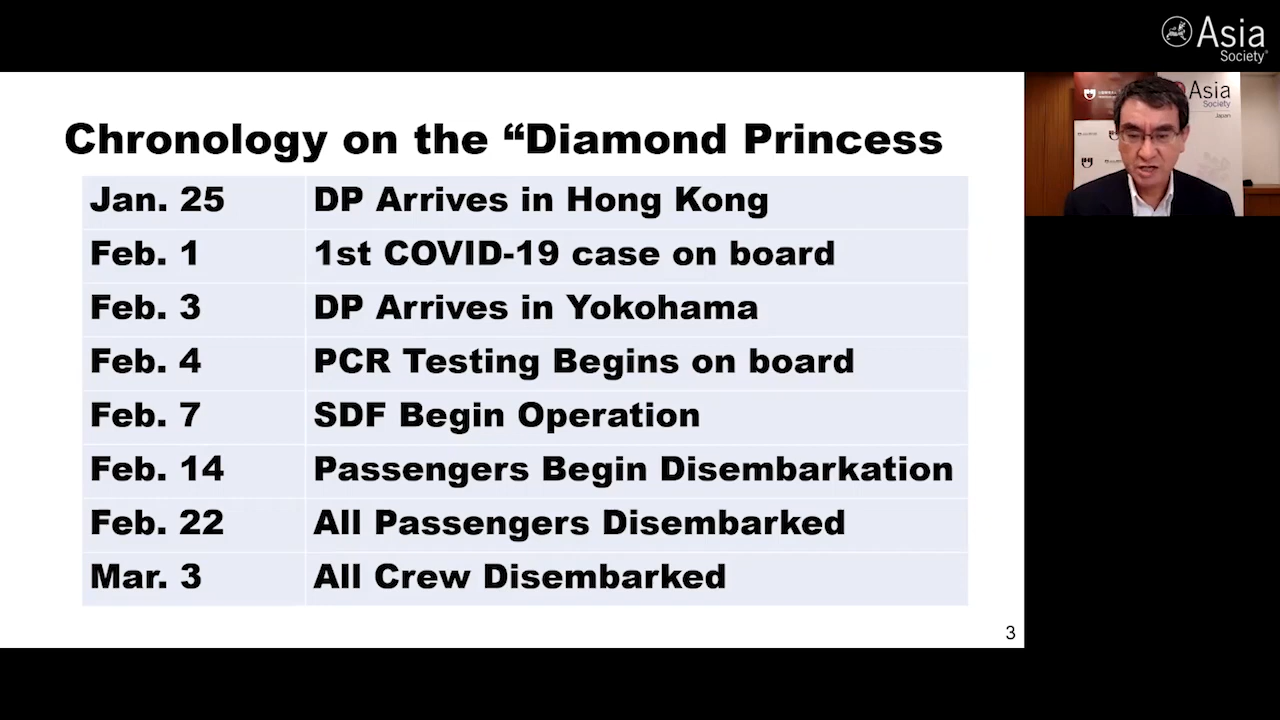 Asia
Society
Chronology on the “Diamond Princess
Jan. 25 DP Arrives in Hong Kong
Feb. 1 1st COVID-19 case on board
Feb. 3 DP Arrives in Yokohama
Feb. 4 PCR Testing Begins on board
Feb. 7 SDF Begin Operation
Feb. 14 Passengers Begin Disembarkation
Feb. 22 All Passengers Disembarked
Mar. 3 All Crew Disembarked
3
Asia
Society
Japan